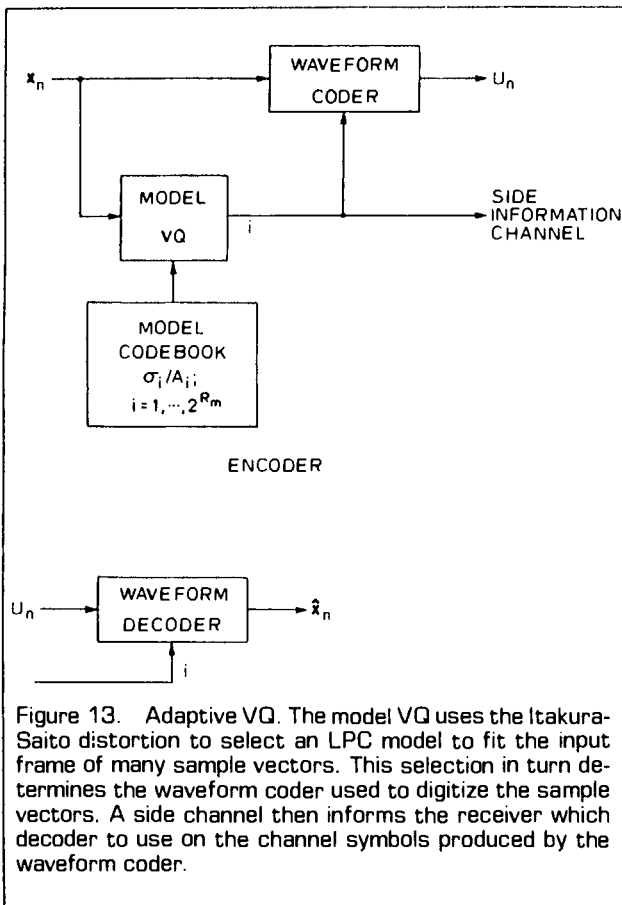 x_n
WAVEFORM
CODER
U_n
MODEL
VQ
i
SIDE
INFORMATION
CHANNEL
MODEL
CODEBOOK
σ_i/A_i;
i=1,···,2^{R_m}
ENCODER
U_n
WAVEFORM
DECODER
x̂_n
i
Figure 13. Adaptive VQ. The model VQ uses the Itakura-
Saito distortion to select an LPC model to fit the input
frame of many sample vectors. This selection in turn de-
termines the waveform coder used to digitize the sample
vectors. A side channel then informs the receiver which
decoder to use on the channel symbols produced by the
waveform coder.